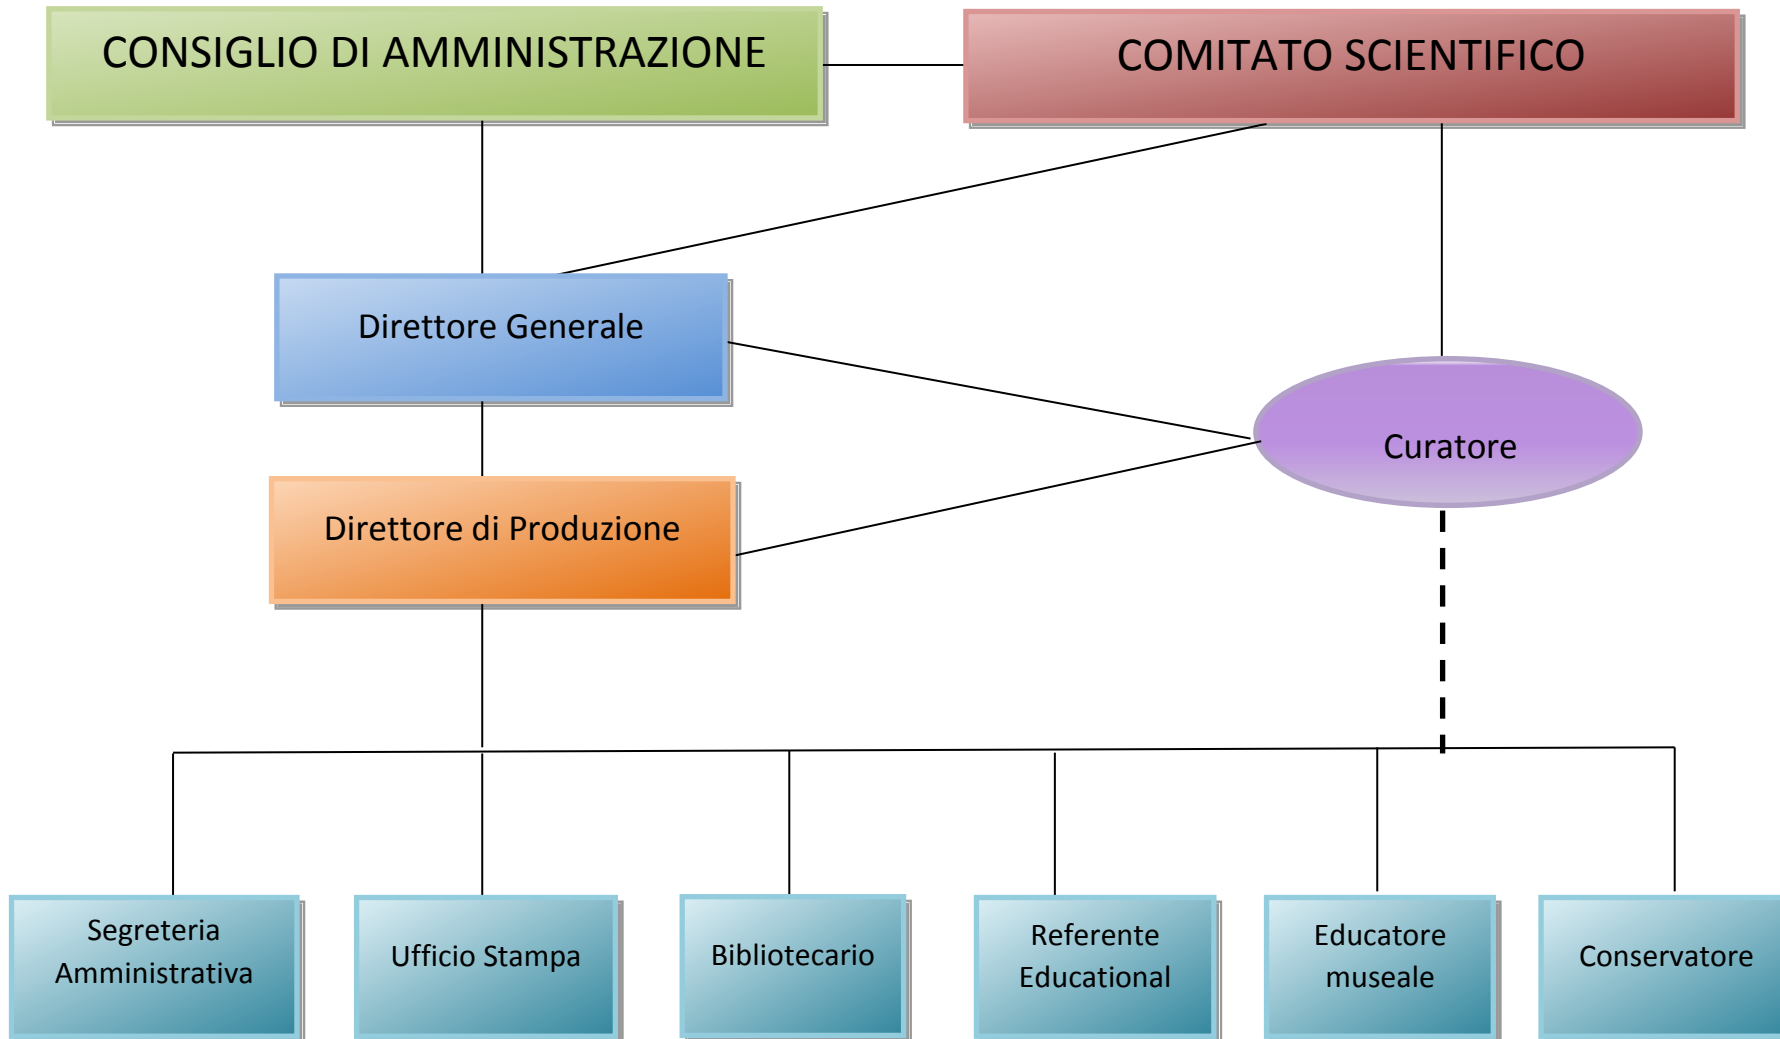 CONSIGLIO DI AMMINISTRAZIONE
COMITATO SCIENTIFICO
Direttore Generale
Curatore
Direttore di Produzione
Segreteria
Amministrativa
Ufficio Stampa
Bibliotecario
Referente
Educational
Educatore
museale
Conservatore